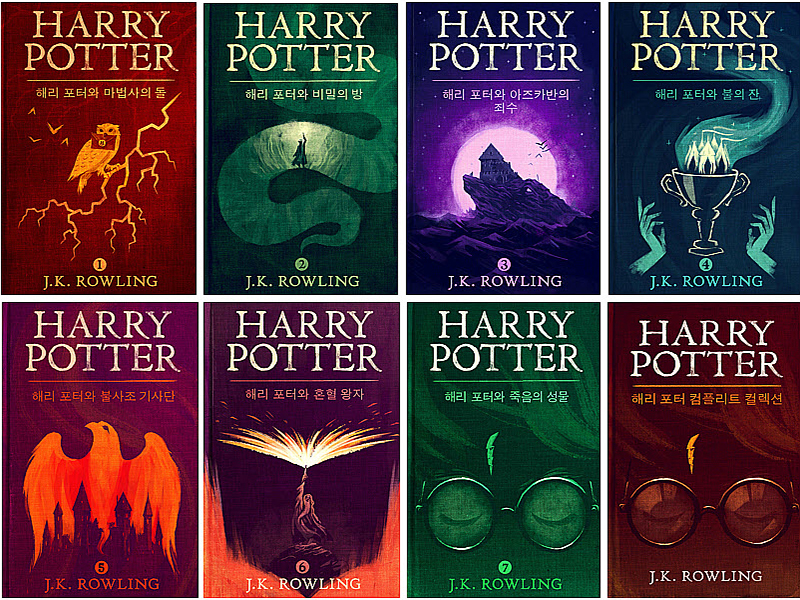 HARRY
POTTER
해리 포터와 마법사의 돌
1
J.K. ROWLING
HARRY
POTTER
해리 포터와 비밀의 방
2
J.K. ROWLING
HARRY
POTTER
해리 포터와 아즈카반의
죄수
3
J.K. ROWLING
HARRY
POTTER
해리 포터와 불의 잔
4
J.K. ROWLING
HARRY
POTTER
해리 포터와 불사조 기사단
5
J.K. ROWLING
HARRY
POTTER
해리 포터와 혼혈 왕자
6
J.K. ROWLING
HARRY
POTTER
해리 포터와 죽음의 성물
7
J.K. ROWLING
HARRY
POTTER
해리 포터 컴플리트 컬렉션
J.K. ROWLING